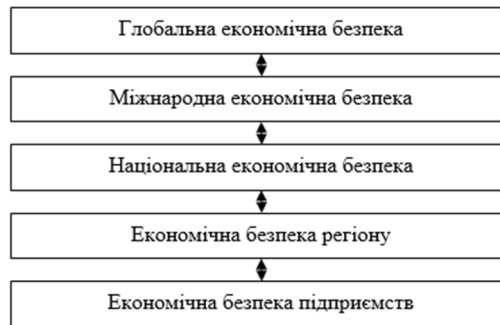 Глобальна економічна безпека
Міжнародна економічна безпека
Національна економічна безпека
Економічна безпека регіону
Економічна безпека підприємств